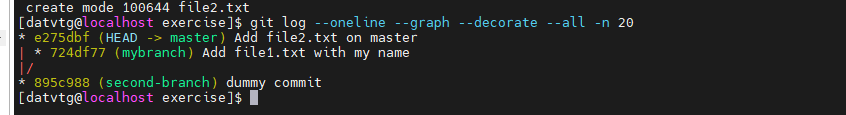 create mode 100644 file2.txt
[datvtg@localhost exercise]$ git log --oneline --graph --decorate --all -n 20
* e275dbf (HEAD -> master) Add file2.txt on master
| * 724df77 (mybranch) Add file1.txt with my name
|/
* 895c988 (second-branch) dummy commit
[datvtg@localhost exercise]$